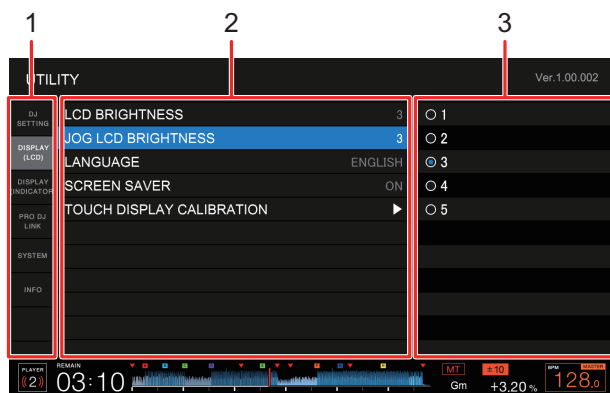 1 2 3
UTILITY Ver.1.00.002
DJ SETTING
DISPLAY (LCD)
DISPLAY (INDICATOR)
PRO DJ LINK
SYSTEM
INFO
LCD BRIGHTNESS 3
JOG LCD BRIGHTNESS 3
LANGUAGE ENGLISH
SCREEN SAVER ON
TOUCH DISPLAY CALIBRATION
1
2
3
4
5
PLAYER 2
REMAIN
03:10
MT ±10
Gm +3.20 %
BPM MASTER
128.0